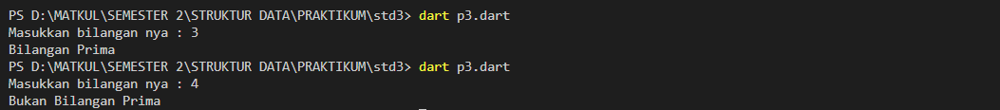 PS D:\MATKUL\SEMESTER 2\STRUKTUR DATA\PRAKTIKUM\std3> dart p3.dart
Masukkan bilangan nya : 3
Bilangan Prima
PS D:\MATKUL\SEMESTER 2\STRUKTUR DATA\PRAKTIKUM\std3> dart p3.dart
Masukkan bilangan nya : 4
Bukan Bilangan Prima